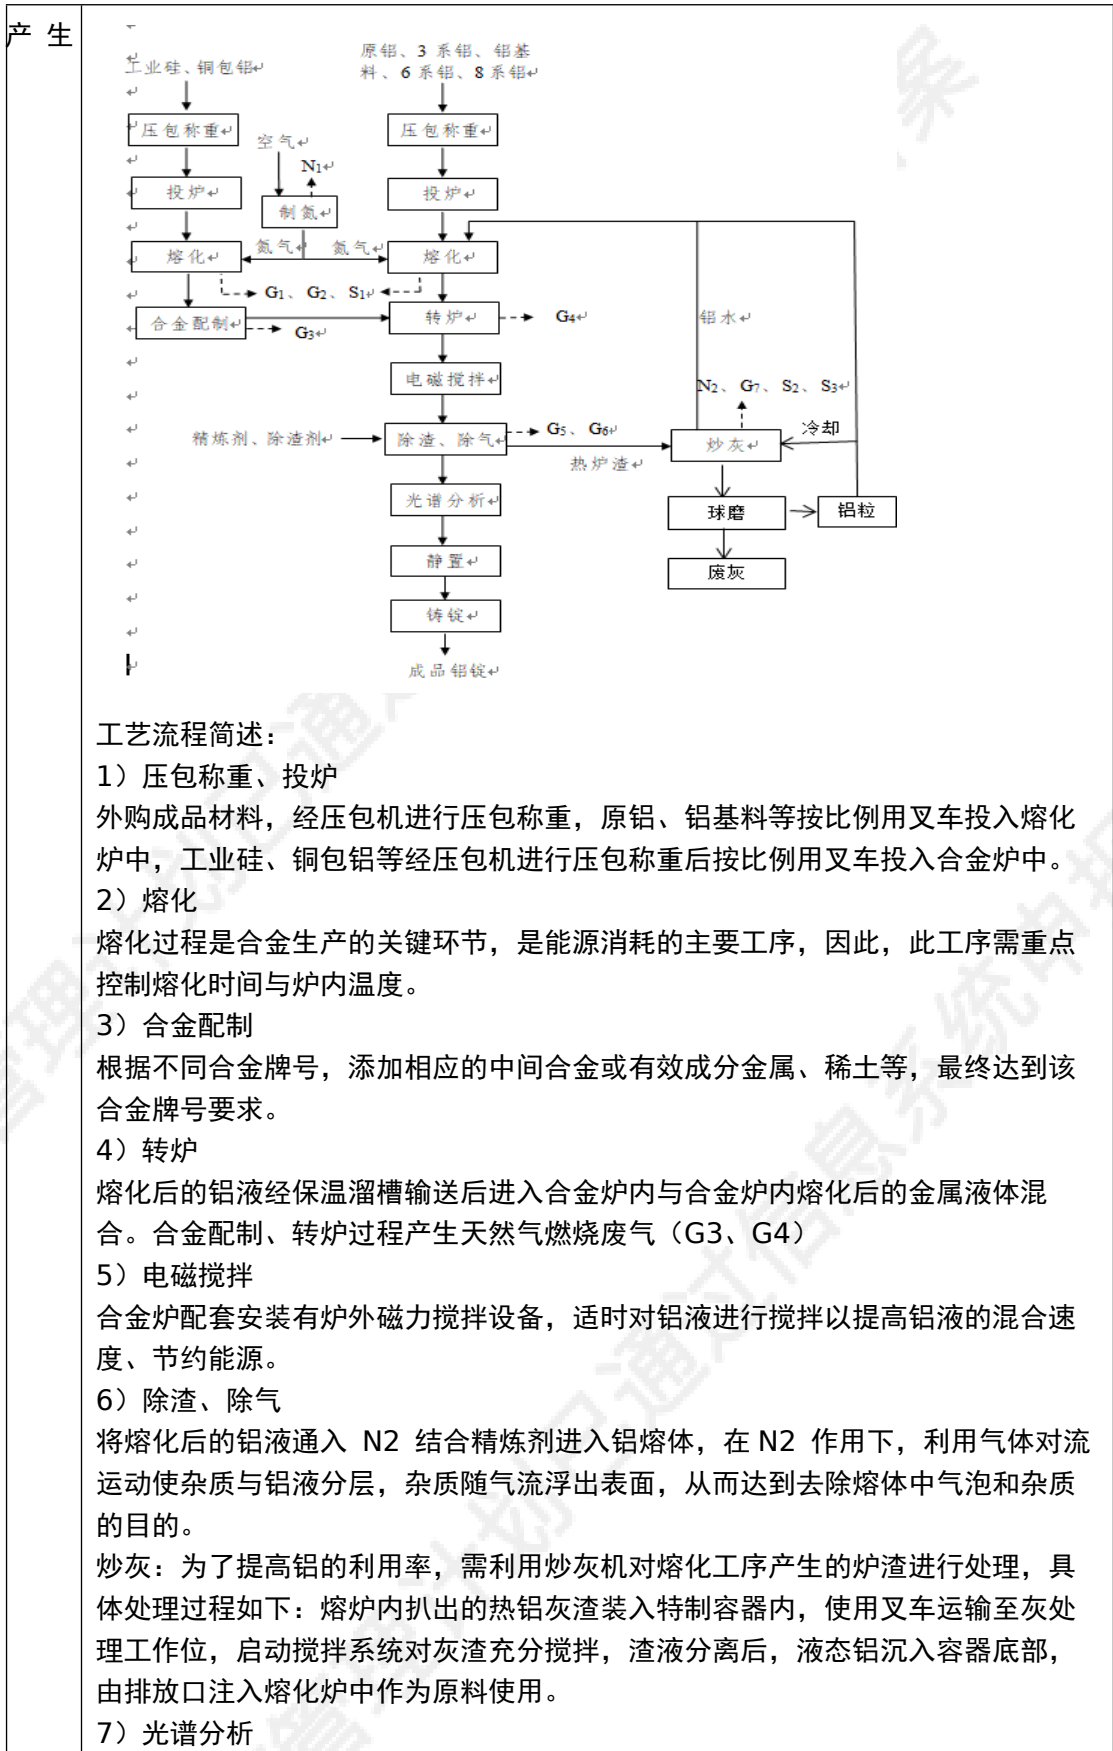 产 生
工业硅、铜包铝
原铝、3 系铝、铝基
料、6 系铝、8 系铝
压包称重
压包称重
空气
N1
投炉
投炉
制氮
熔化
氮气
氮气
熔化
G1、 G2、 S1
合金配制
G3
转炉
G4
铝水
电磁搅拌
N2、 G7、 S2、 S3
精炼剂、除渣剂
除渣、除气
G5、 G6
热炉渣
炒灰
冷却
光谱分析
球磨
铝粒
静置
废灰
铸锭
成品铝锭
工艺流程简述：
1）压包称重、投炉
外购成品材料，经压包机进行压包称重，原铝、铝基料等按比例用叉车投入熔化
炉中，工业硅、铜包铝等经压包机进行压包称重后按比例用叉车投入合金炉中。
2）熔化
熔化过程是合金生产的关键环节，是能源消耗的主要工序，因此，此工序需重点
控制熔化时间与炉内温度。
3）合金配制
根据不同合金牌号，添加相应的中间合金或有效成分金属、稀土等，最终达到该
合金牌号要求。
4）转炉
熔化后的铝液经保温溜槽输送后进入合金炉内与合金炉内熔化后的金属液体混
合。合金配制、转炉过程产生天然气燃烧废气（G3、G4）
5）电磁搅拌
合金炉配套安装有炉外磁力搅拌设备，适时对铝液进行搅拌以提高铝液的混合速
度、节约能源。
6）除渣、除气
将熔化后的铝液通入 N2 结合精炼剂进入铝熔体，在 N2 作用下，利用气体对流
运动使杂质与铝液分层，杂质随气流浮出表面，从而达到去除熔体中气泡和杂质
的目的。
炒灰：为了提高铝的利用率，需利用炒灰机对熔化工序产生的炉渣进行处理，具
体处理过程如下：熔炉内扒出的热铝灰渣装入特制容器内，使用叉车运输至灰处
理工作位，启动搅拌系统对灰渣充分搅拌，渣液分离后，液态铝沉入容器底部，
由排放口注入熔化炉中作为原料使用。
7）光谱分析